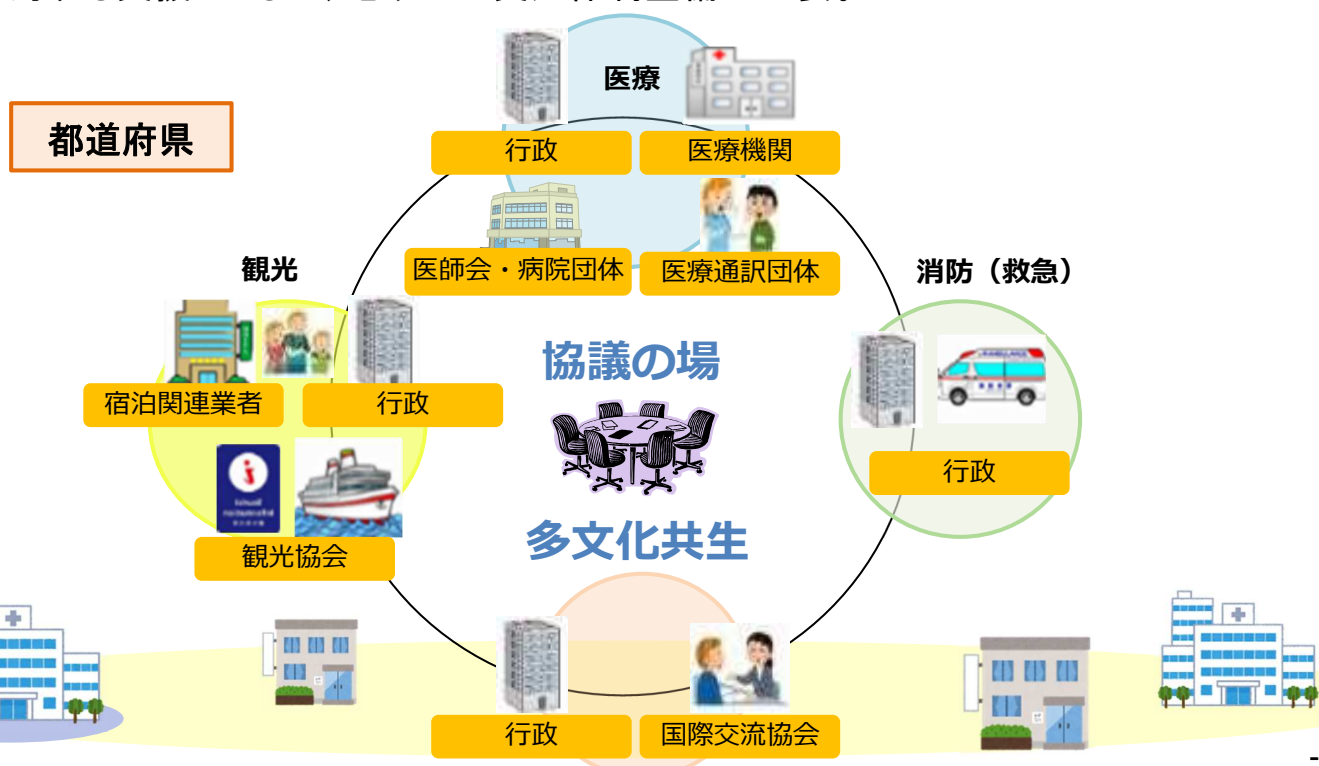 都道府県
医療
行政
医療機関
医師会・病院団体
医療通訳団体
観光
宿泊関連業者
行政
観光協会
消防（救急）
行政
協議の場
多文化共生
行政
国際交流協会